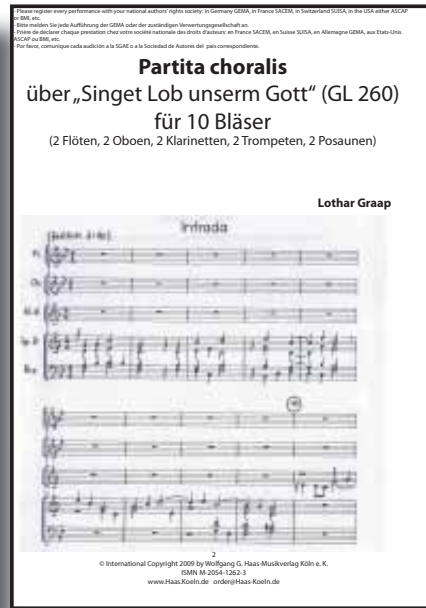 - Please register every performance with your national authors' rights society: in Germany GEMA, in France SACEM, in Switzerland SUISA, in the USA either ASCAP
or BMI, etc.
- Bitte melden Sie jede Aufführung der GEMA oder der zuständigen Verwertungsgesellschaft an.
- Prière de déclarer chaque prestation chez votre société nationale des droits d'auteurs: en France SACEM, en Suisse SUISA, en Allemagne GEMA, aux Etats-Unis
ASCAP ou BMI, etc.
- Por favor, comunique cada audición a la SGAE o a la Sociedad de Autores del país correspondente.
Partita choralis
über „Singet Lob unserm Gott“ (GL 260)
für 10 Bläser
(2 Flöten, 2 Oboen, 2 Klarinetten, 2 Trompeten, 2 Posaunen)
Lothar Graap
Intrada
Fl.
Ob.
2
© International Copyright 2009 by Wolfgang G. Haas-Musikverlag Köln e. K.
ISMN M-2054-1262-3
www.Haas.Koeln.de order@Haas-Koeln.de